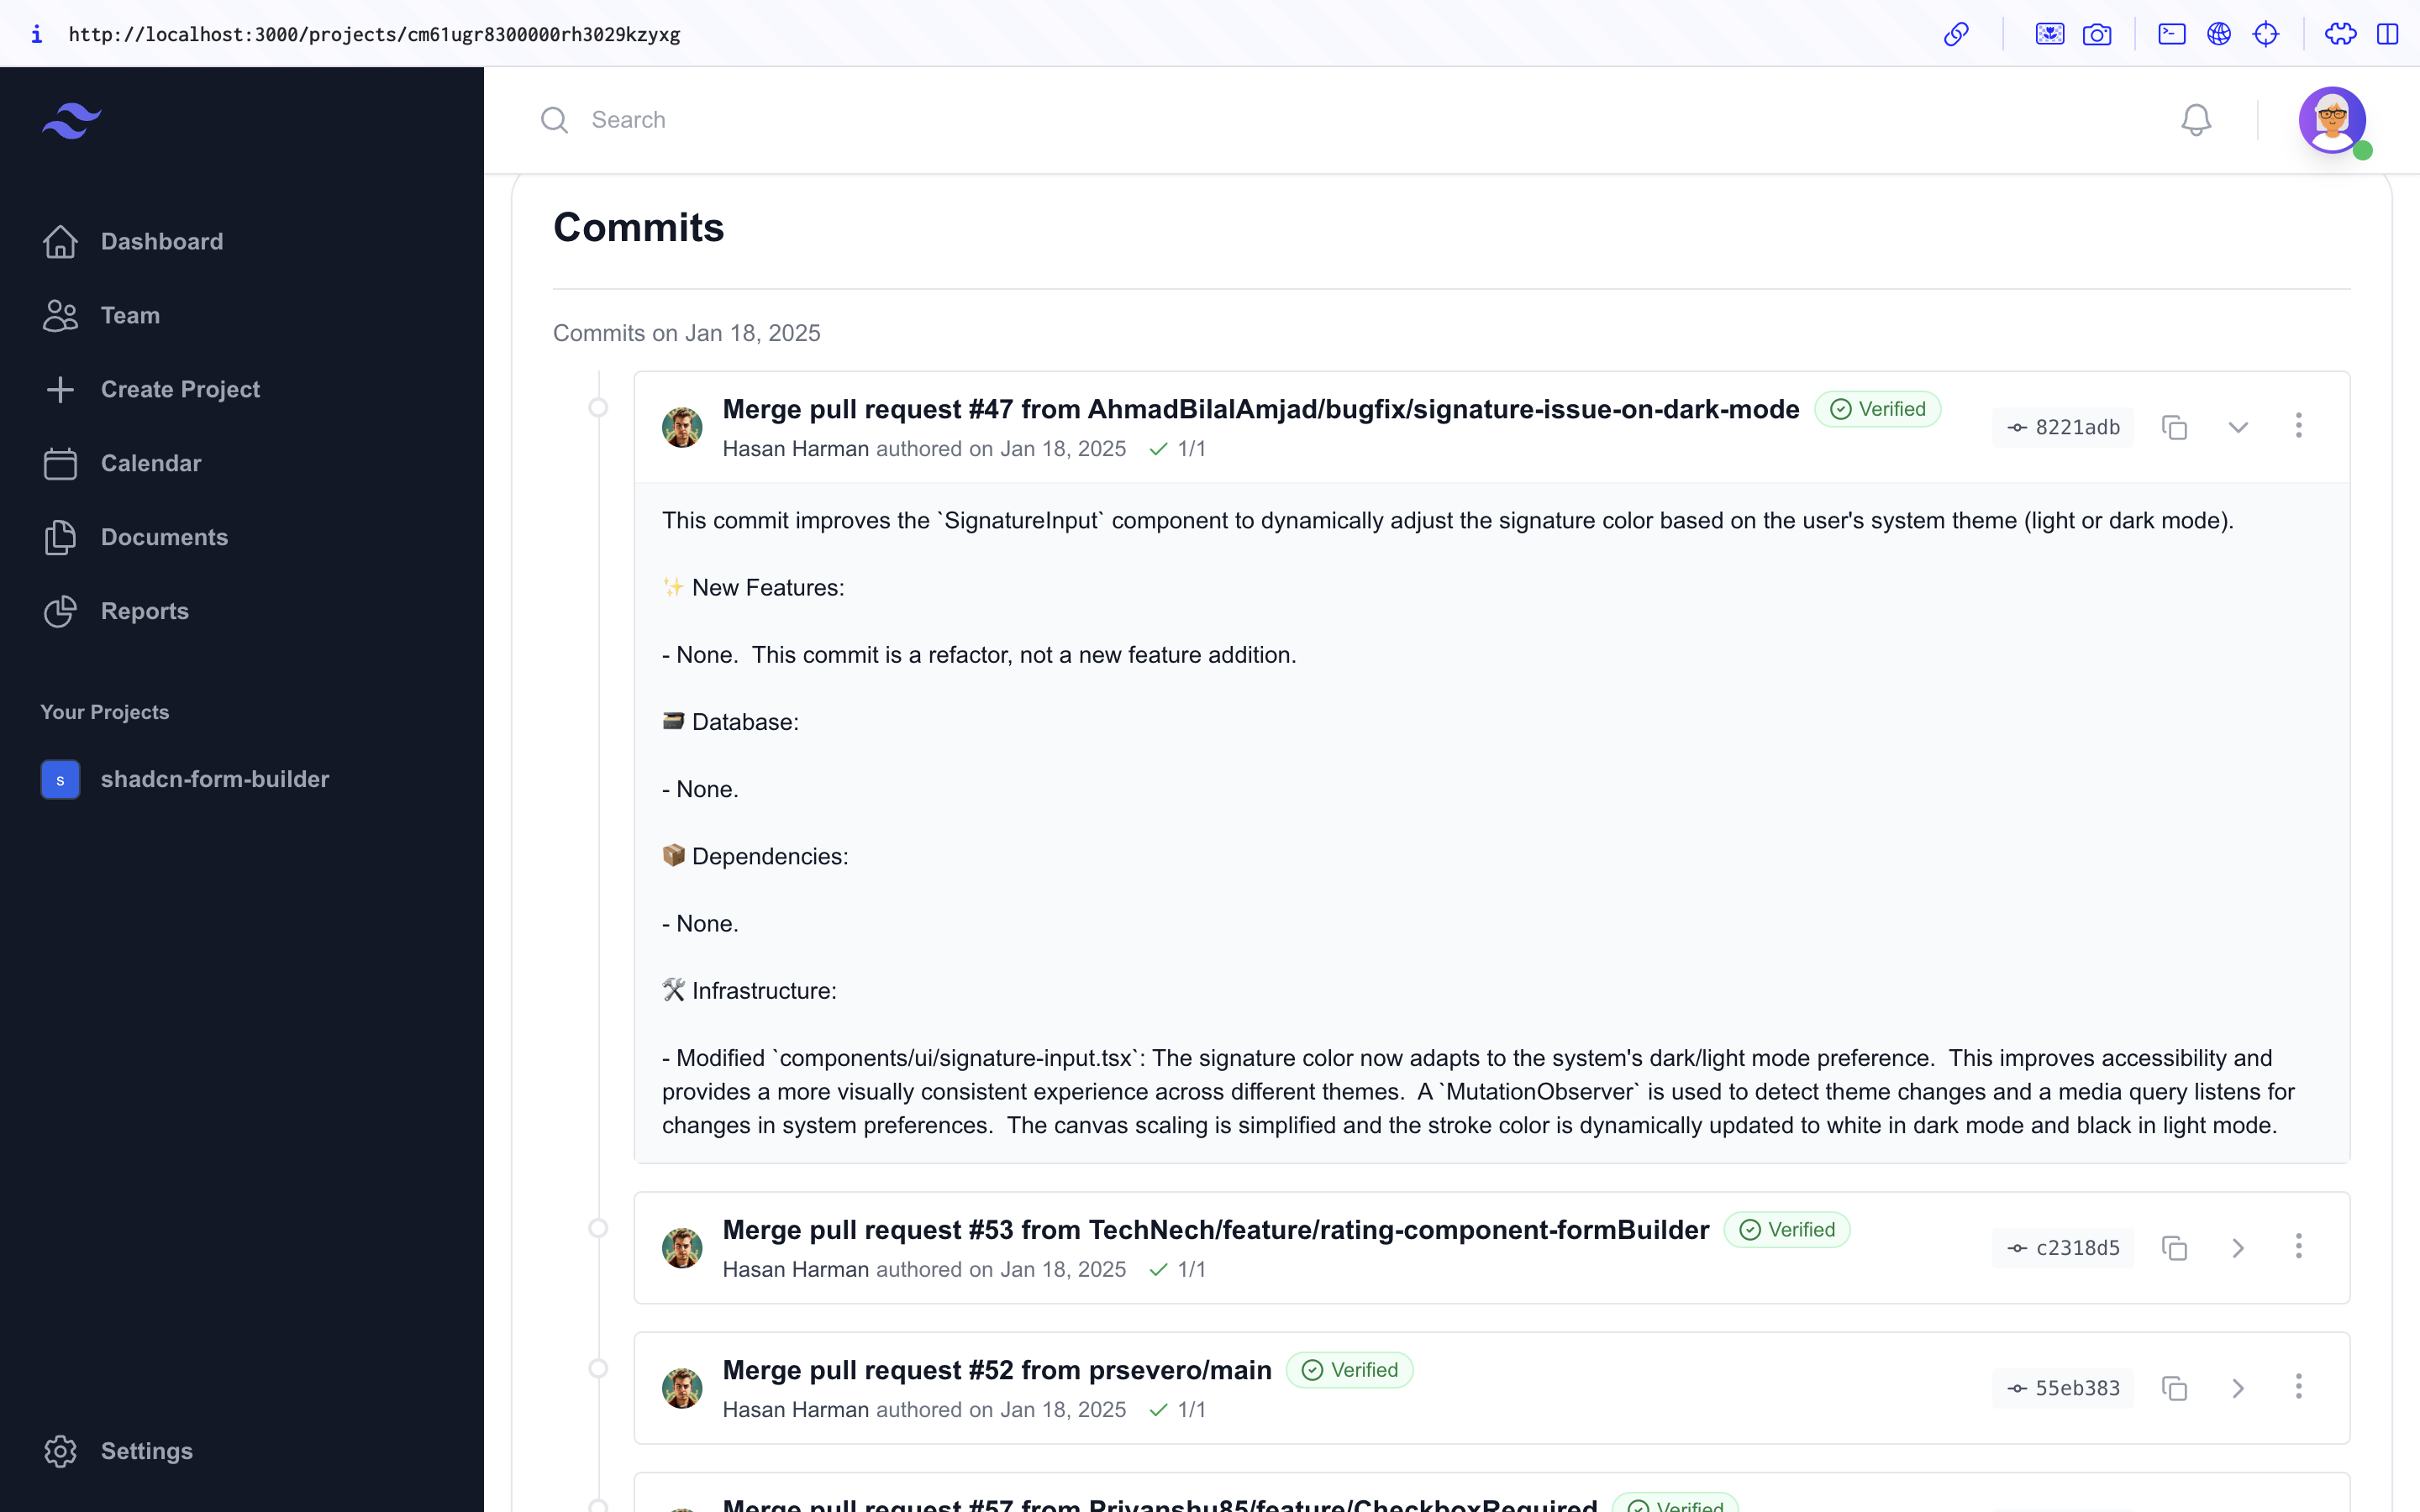 i http://localhost:3000/projects/cm61ugr8300000rh3029kzyxg
Search
Dashboard
Team
Create Project
Calendar
Documents
Reports
Your Projects
s shadcn-form-builder
Settings
Commits
Commits on Jan 18, 2025
Merge pull request #47 from AhmadBilalAmjad/bugfix/signature-issue-on-dark-mode Verified
Hasan Harman authored on Jan 18, 2025 1/1
8221adb
This commit improves the `SignatureInput` component to dynamically adjust the signature color based on the user's system theme (light or dark mode).
✨ New Features:
- None.  This commit is a refactor, not a new feature addition.
🗃️ Database:
- None.
📦 Dependencies:
- None.
🛠️ Infrastructure:
- Modified `components/ui/signature-input.tsx`: The signature color now adapts to the system's dark/light mode preference.  This improves accessibility and
provides a more visually consistent experience across different themes.  A `MutationObserver` is used to detect theme changes and a media query listens for
changes in system preferences.  The canvas scaling is simplified and the stroke color is dynamically updated to white in dark mode and black in light mode.
Merge pull request #53 from TechNech/feature/rating-component-formBuilder Verified
Hasan Harman authored on Jan 18, 2025 1/1
c2318d5
Merge pull request #52 from prsevero/main Verified
Hasan Harman authored on Jan 18, 2025 1/1
55eb383
Merge pull request #57 from Priyanshu85/feature/CheckboxRequired Verified